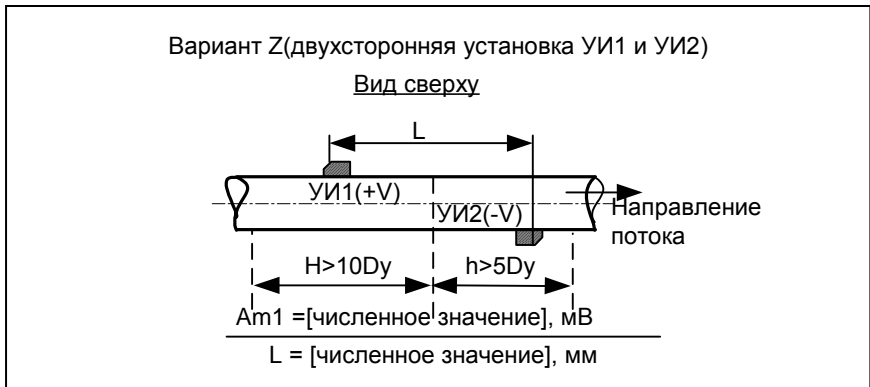 Вариант Z(двухсторонняя установка УИ1 и УИ2)
Вид сверху
L
УИ1(+V)
УИ2(-V)
Направление
потока
H>10Dy
h>5Dy
Am1 =[численное значение], мВ
L = [численное значение], мм